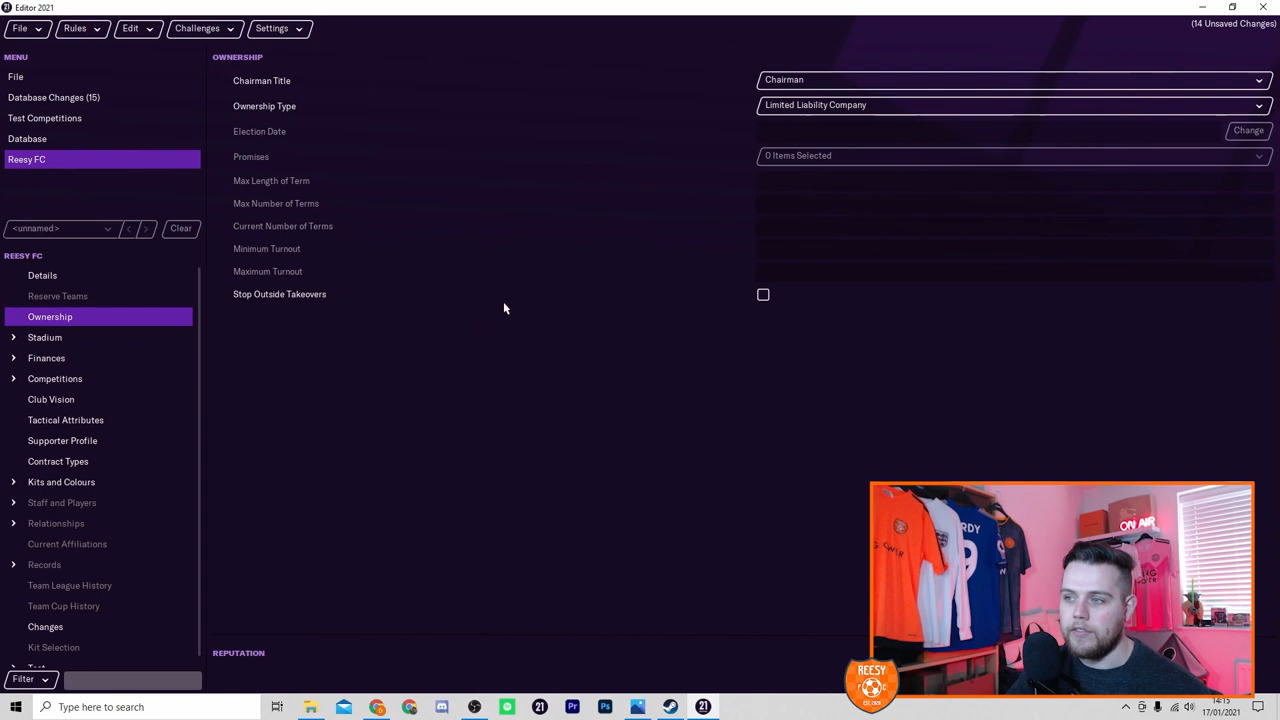 Editor 2021
File
Rules
Edit
Challenges
Settings
(14 Unsaved Changes)
MENU
File
Database Changes (15)
Test Competitions
Database
Reesy FC
<unnamed>
Clear
REESY FC
Details
Reserve Teams
Ownership
Stadium
Finances
Competitions
Club Vision
Tactical Attributes
Supporter Profile
Contract Types
Kits and Colours
Staff and Players
Relationships
Current Affiliations
Records
Team League History
Team Cup History
Changes
Kit Selection
Test
Filter
OWNERSHIP
Chairman Title
Chairman
Ownership Type
Limited Liability Company
Election Date
Change
Promises
0 Items Selected
Max Length of Term
Max Number of Terms
Current Number of Terms
Minimum Turnout
Maximum Turnout
Stop Outside Takeovers
REPUTATION
ON AIR
REESY
Type here to search
14:15
17/01/2021